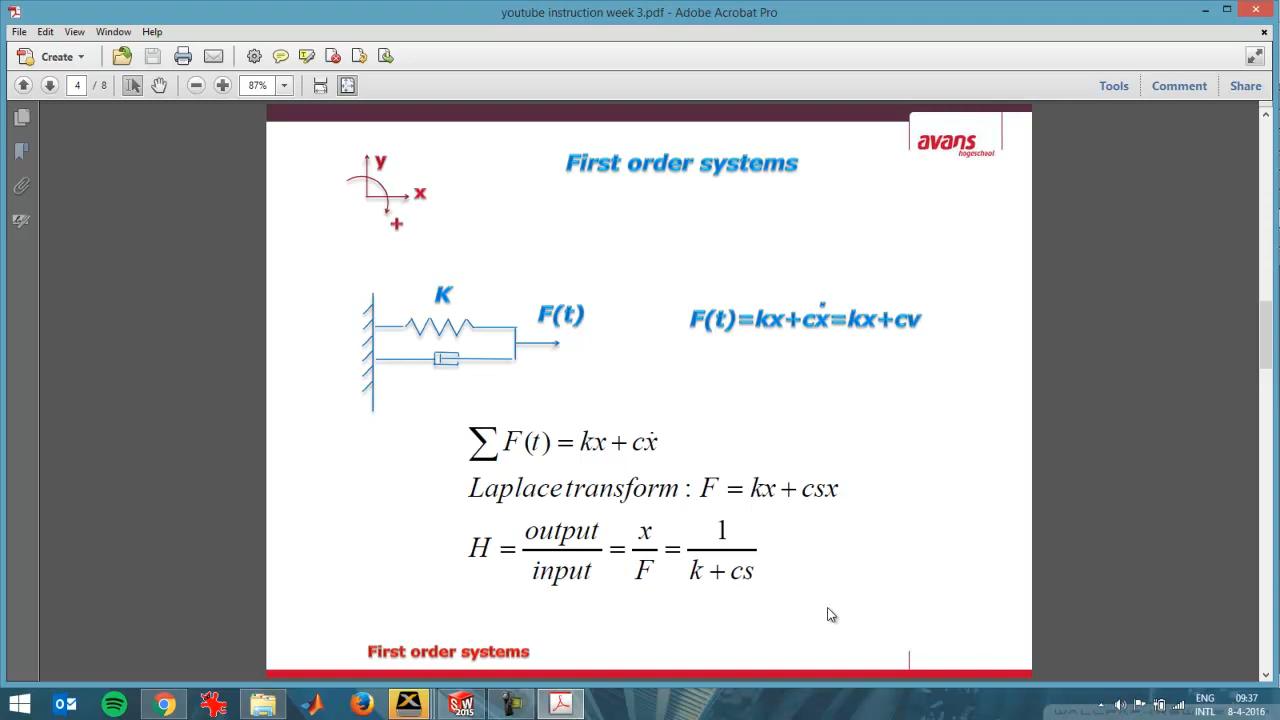 youtube instruction week 3.pdf - Adobe Acrobat Pro
File Edit View Window Help
Create
4 / 8 87% Tools Comment Share
avans
hogeschool
First order systems
y
x
+
K
F(t)
F(t)=kx+cẋ=kx+cv
∑F(t) = kx + cẋ
Laplace transform : F = kx + csx
H = output/input = x/F = 1/(k + cs)
First order systems
SW
2015
ENG
INTL
09:37
8-4-2016